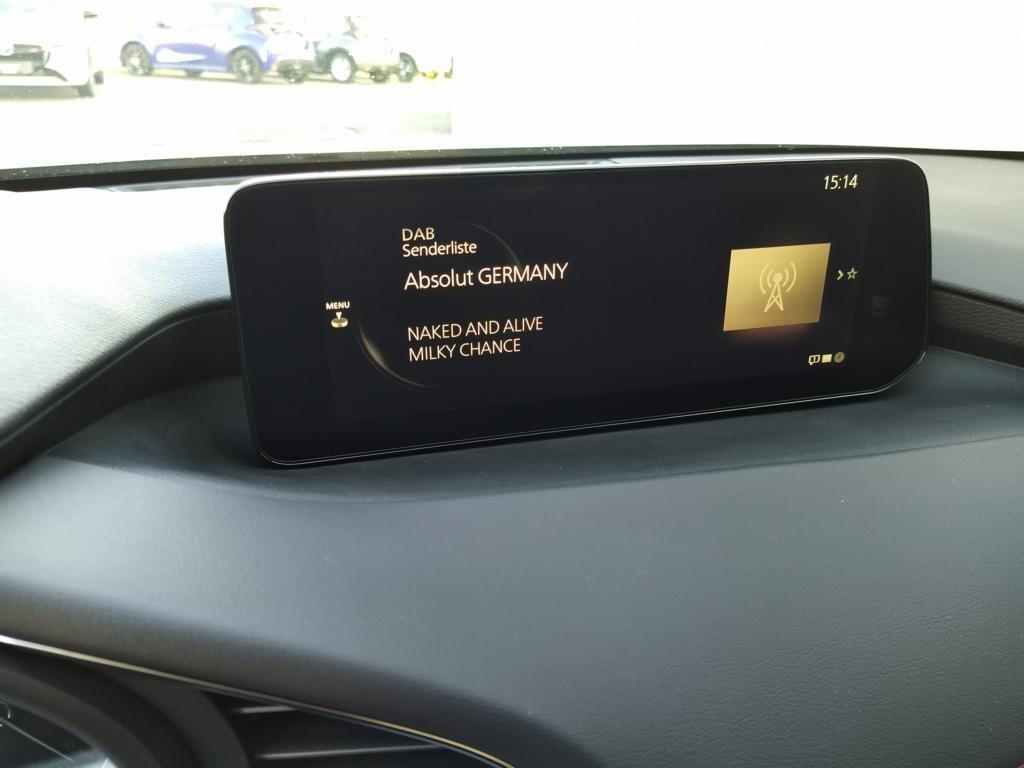 15:14
DAB
Senderliste
Absolut GERMANY
MENU
NAKED AND ALIVE
MILKY CHANCE